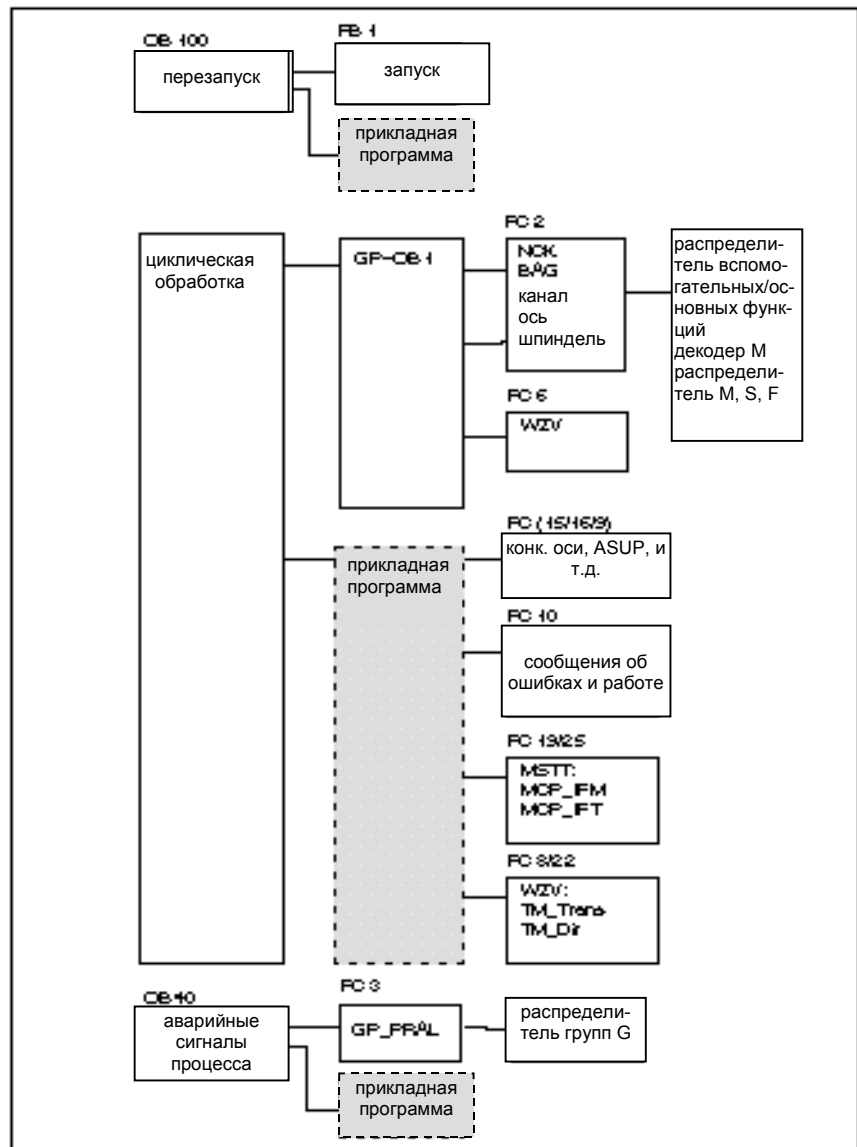 OB 100
FB 1
перезапуск
запуск
прикладная
программа
FC 2
циклическая
обработка
GP-OB 1
NCK
BAG
канал
ось
шпиндель
распредели-
тель вспомо-
гательных/ос-
новных функ-
ций
декодер M
распредели-
тель M, S, F
FC 6
WZV
FC (15/16/9)
прикладная
программа
конк. оси, ASUP, и
т.д.
FC 10
сообщения об
ошибках и работе
FC 19/25
MSTT:
MCP_IFM
MCP_IFT
FC 8/22
WZV:
TM_Trans
TM_Dir
OB 40
FC 3
аварийные
сигналы
процесса
GP_PRAL
распредели-
тель групп G
прикладная
программа